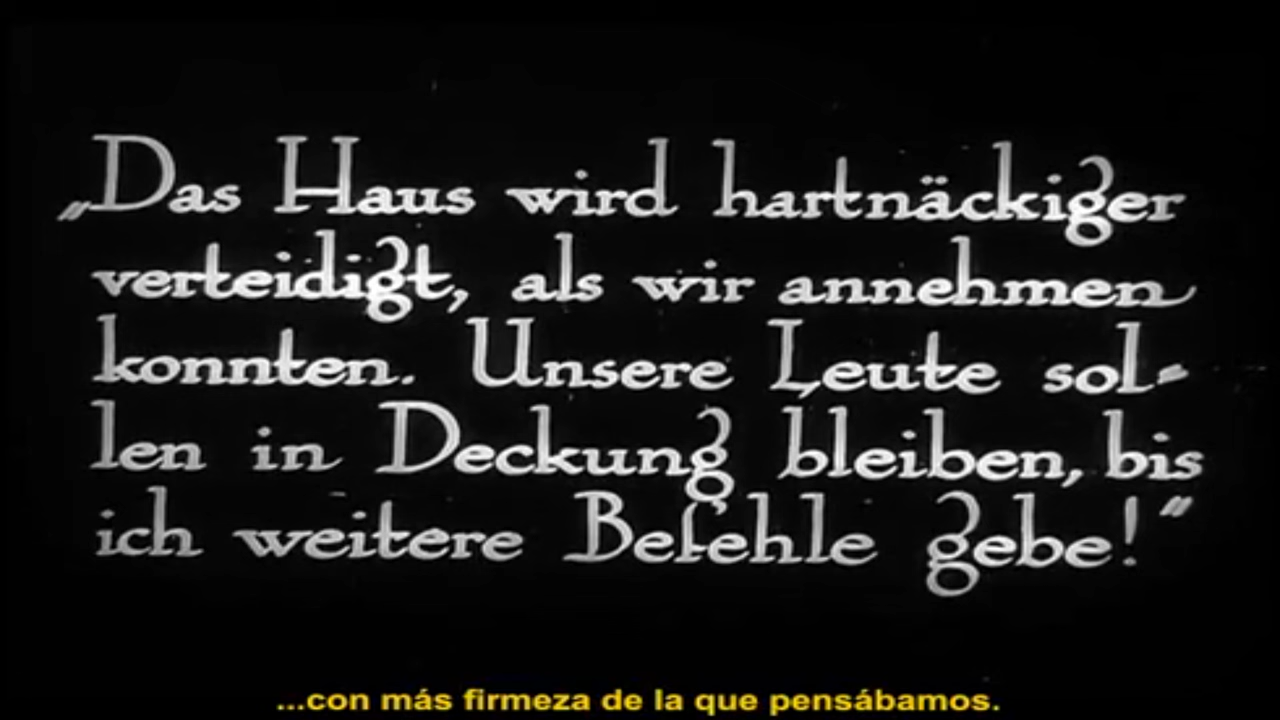 „Das Haus wird hartnäckiger
verteidigt, als wir annehmen
konnten. Unsere Leute sol-
len in Deckung bleiben, bis
ich weitere Befehle gebe!“
...con más firmeza de la que pensábamos.